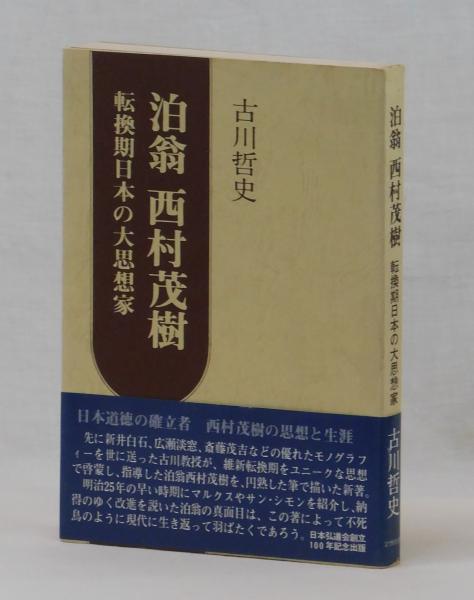 古川哲史
泊翁 西村茂樹
転換期日本の大思想家
日本道徳の確立者 西村茂樹の思想と生涯
先に新井白石、広瀬淡窓、斎藤茂吉などの優れたモノグラフ
ィーを世に送った古川教授が、維新転換期をユニークな思想
で啓蒙し、指導した泊翁西村茂樹を、円熟した筆で描いた新著。
明治25年の早い時期にマルクスやサン・シモンを紹介し、納
得のゆく改進を説いた泊翁の真面目は、この著によって不死
鳥のように現代に生き返って羽ばたくであろう。
日本弘道会創立
100年記念出版
泊翁 西村茂樹
転換期日本の大思想家
古川哲史